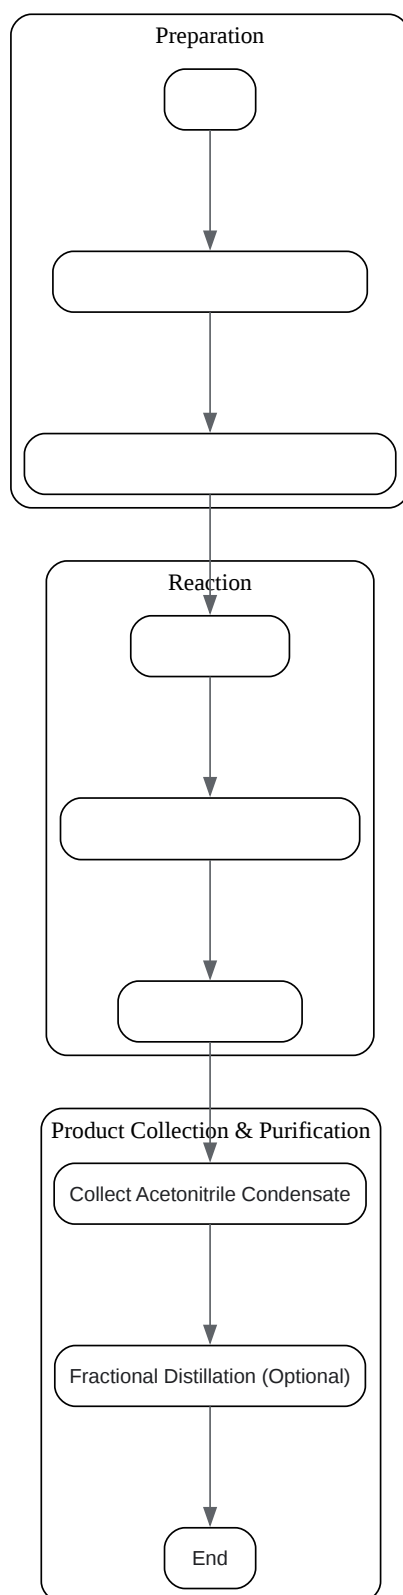 Preparation
Reaction
Product Collection & Purification
Collect Acetonitrile Condensate
Fractional Distillation (Optional)
End